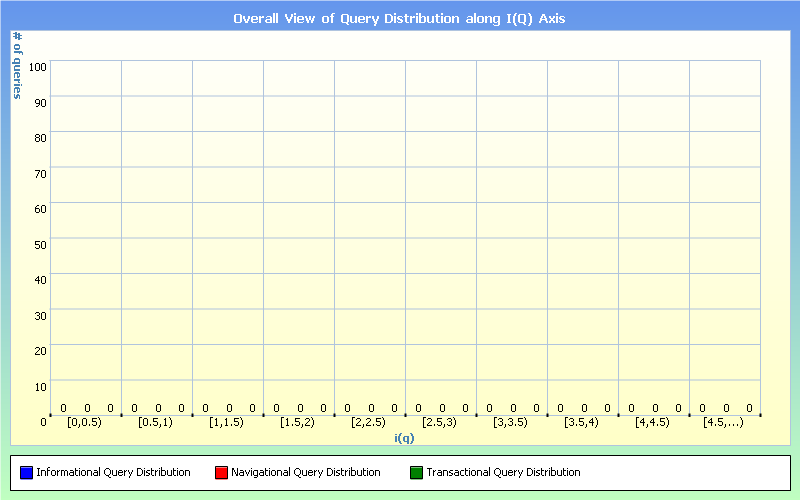 Overall View of Query Distribution along I(Q) Axis
# of queries
100
90
80
70
60
50
40
30
20
10
0
0 0 0 0 0 0 0 0 0 0 0 0 0 0 0 0 0 0 0 0 0 0 0 0 0 0 0 0 0 0
[0,0.5) [0.5,1) [1,1.5) [1.5,2) [2,2.5) [2.5,3) [3,3.5) [3.5,4) [4,4.5) [4.5,...)
i(q)
Informational Query Distribution Navigational Query Distribution Transactional Query Distribution